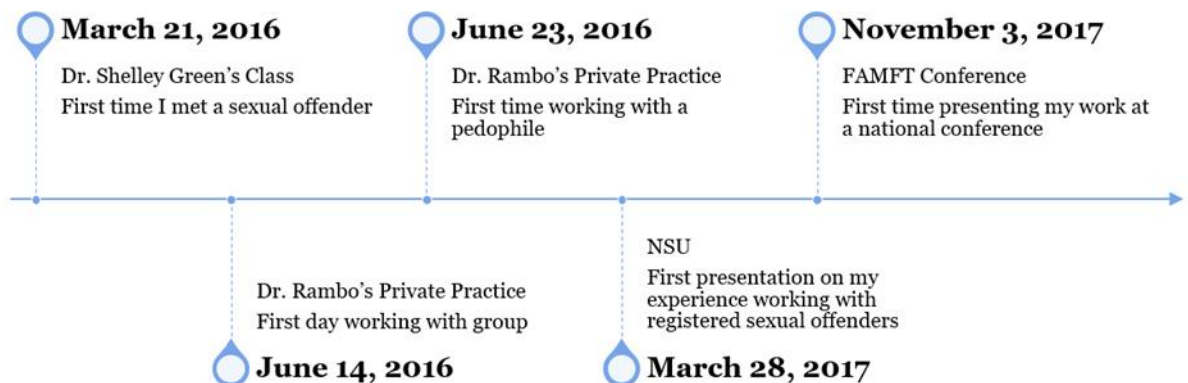 March 21, 2016
Dr. Shelley Green's Class
First time I met a sexual offender
June 23, 2016
Dr. Rambo's Private Practice
First time working with a
pedophile
November 3, 2017
FAMFT Conference
First time presenting my work at
a national conference
Dr. Rambo's Private Practice
First day working with group
June 14, 2016
NSU
First presentation on my
experience working with
registered sexual offenders
March 28, 2017